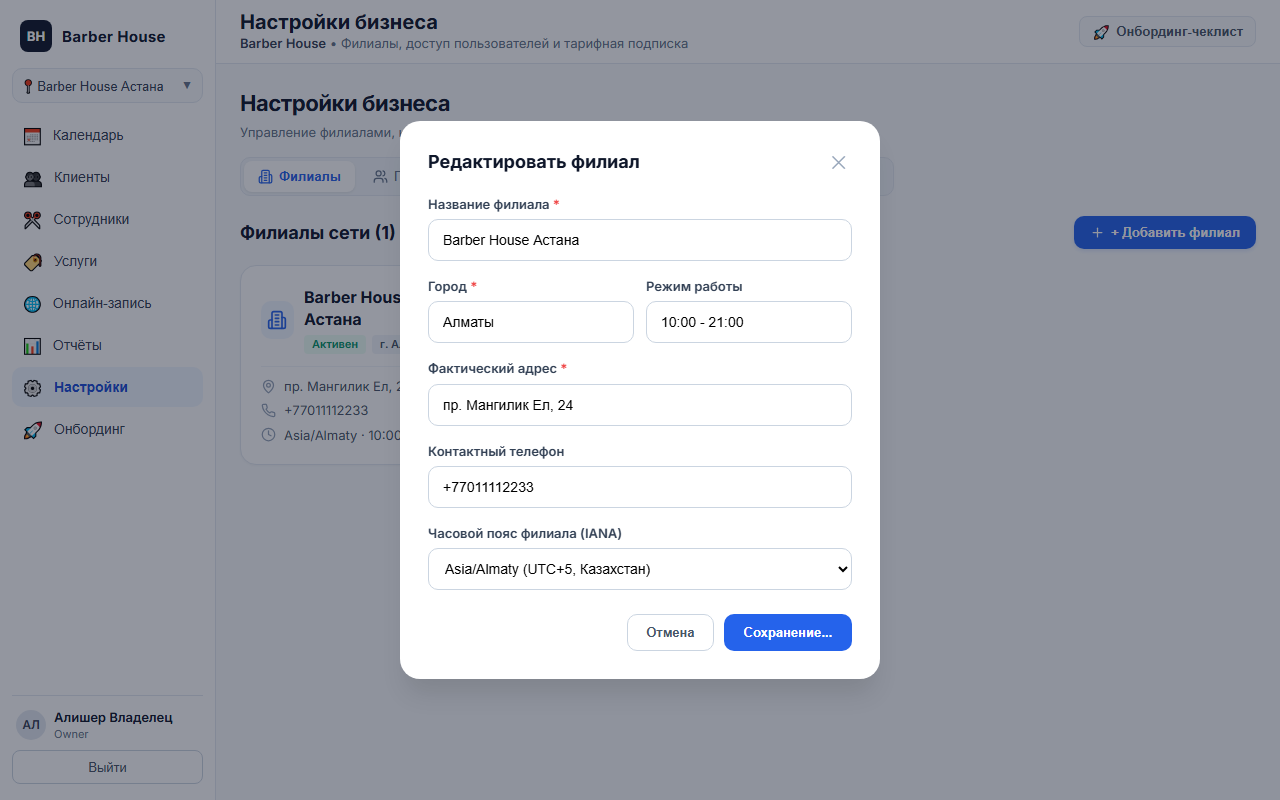 BH Barber House
Barber House Астана ▼
Календарь
Клиенты
Сотрудники
Услуги
Онлайн-запись
Отчёты
Настройки
Онбординг
АЛ
Алишер Владелец
Owner
Выйти
Настройки бизнеса
Barber House • Филиалы, доступ пользователей и тарифная подписка
Онбординг-чеклист
Настройки бизнеса
Управление филиалами,
Филиалы
Филиалы сети (1)
+ + Добавить филиал
Barber Hous
Астана
Активен
г. А
пр. Мангилик Ел, 2
+77011112233
Asia/Almaty · 10:00
Редактировать филиал
Название филиала *
Barber House Астана
Город * Режим работы
Алматы 10:00 - 21:00
Фактический адрес *
пр. Мангилик Ел, 24
Контактный телефон
+77011112233
Часовой пояс филиала (IANA)
Asia/Almaty (UTC+5, Казахстан)
Отмена Сохранение...